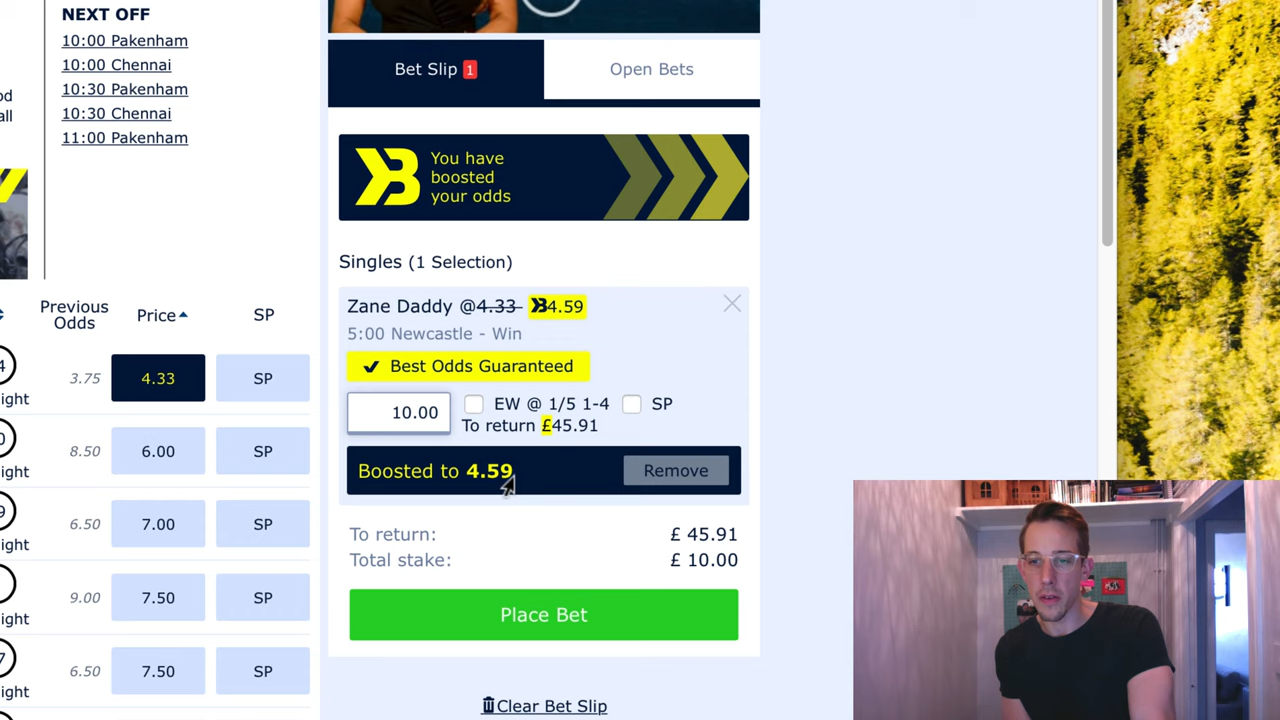 NEXT OFF
10:00 Pakenham
10:00 Chennai
10:30 Pakenham
10:30 Chennai
11:00 Pakenham
Previous Odds
Price
SP
3.75 4.33 SP
ight
8.50 6.00 SP
ight
6.50 7.00 SP
ight
9.00 7.50 SP
ight
6.50 7.50 SP
ight
Bet Slip 1
Open Bets
You have
boosted
your odds
Singles (1 Selection)
Zane Daddy @4.33 4.59
5:00 Newcastle - Win
Best Odds Guaranteed
10.00
EW @ 1/5 1-4
SP
To return £45.91
Boosted to 4.59
Remove
To return: £ 45.91
Total stake: £ 10.00
Place Bet
Clear Bet Slip